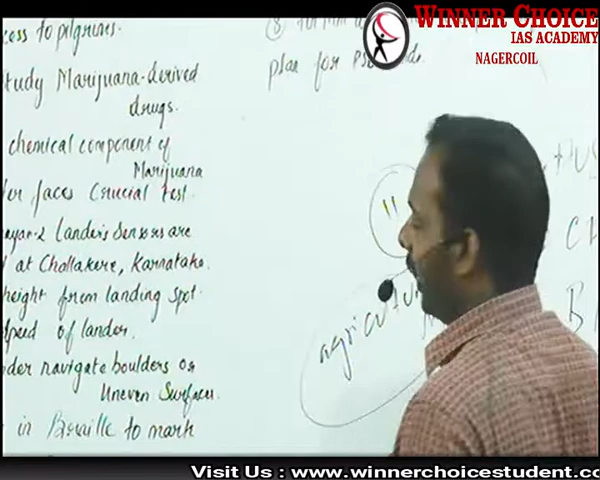 cess to pilgrims.
study Marijuana-derived
drugs.
chemical component of
Marijuana
der faces Crucial test.
ayan-2 Lander's Sensors are
at Challakere, Karnataka.
height from landing spot.
speed of lander.
der navigate boulders or
Uneven Surfaces.
in Braille to mark
plan for
11
agricultu
WINNER CHOICE
IAS ACADEMY
NAGERCOIL
Visit Us : www.winnerchoicestudent.co